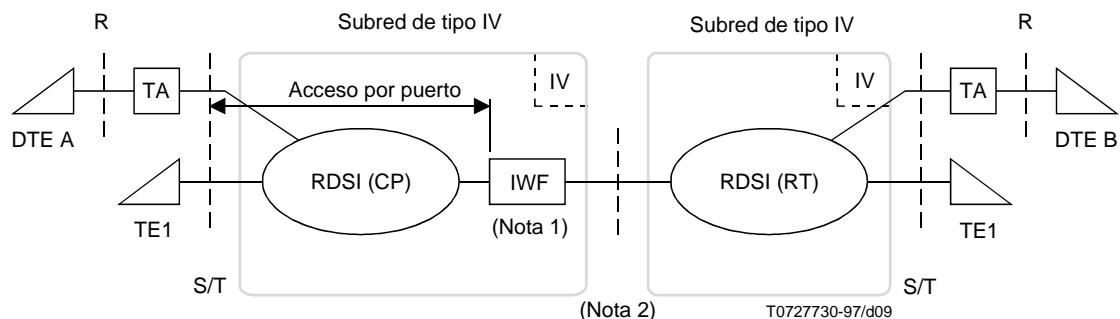 Subred de tipo IV
Subred de tipo IV
R
R
IV
IV
TA
Acceso por puerto
TA
DTE A
DTE B
RDSI (CP)
IWF
RDSI (RT)
TE1
(Nota 1)
TE1
S/T
S/T
(Nota 2)
T0727730-97/d09